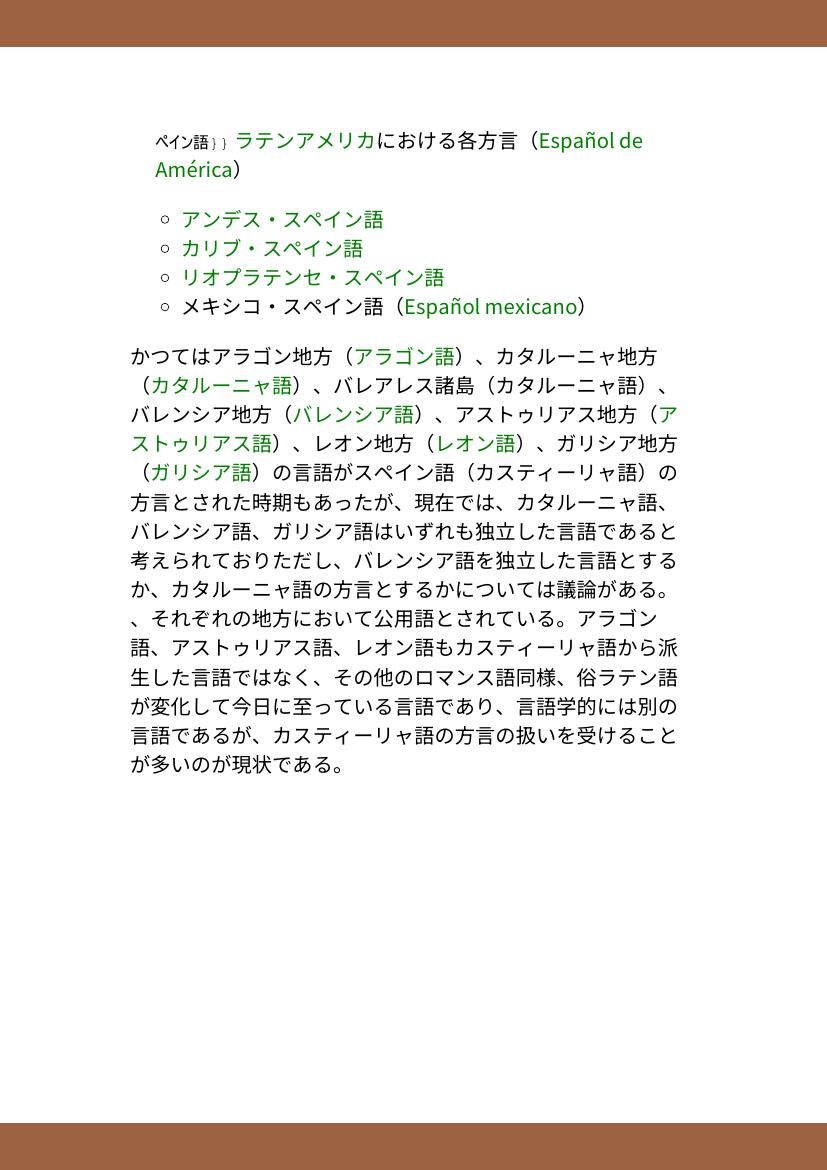 ペイン語｝｝ ラテンアメリカにおける各方言（Español de
América）
○ アンデス・スペイン語
○ カリブ・スペイン語
○ リオプラテンセ・スペイン語
○ メキシコ・スペイン語（Español mexicano）
かつてはアラゴン地方（アラゴン語）、カタルーニャ地方
（カタルーニャ語）、バレアレス諸島（カタルーニャ語）、
バレンシア地方（バレンシア語）、アストゥリアス地方（ア
ストゥリアス語）、レオン地方（レオン語）、ガリシア地方
（ガリシア語）の言語がスペイン語（カスティーリャ語）の
方言とされた時期もあったが、現在では、カタルーニャ語、
バレンシア語、ガリシア語はいずれも独立した言語であると
考えられておりただし、バレンシア語を独立した言語とする
か、カタルーニャ語の方言とするかについては議論がある。
、それぞれの地方において公用語とされている。アラゴン
語、アストゥリアス語、レオン語もカスティーリャ語から派
生した言語ではなく、その他のロマンス語同様、俗ラテン語
が変化して今日に至っている言語であり、言語学的には別の
言語であるが、カスティーリャ語の方言の扱いを受けること
が多いのが現状である。